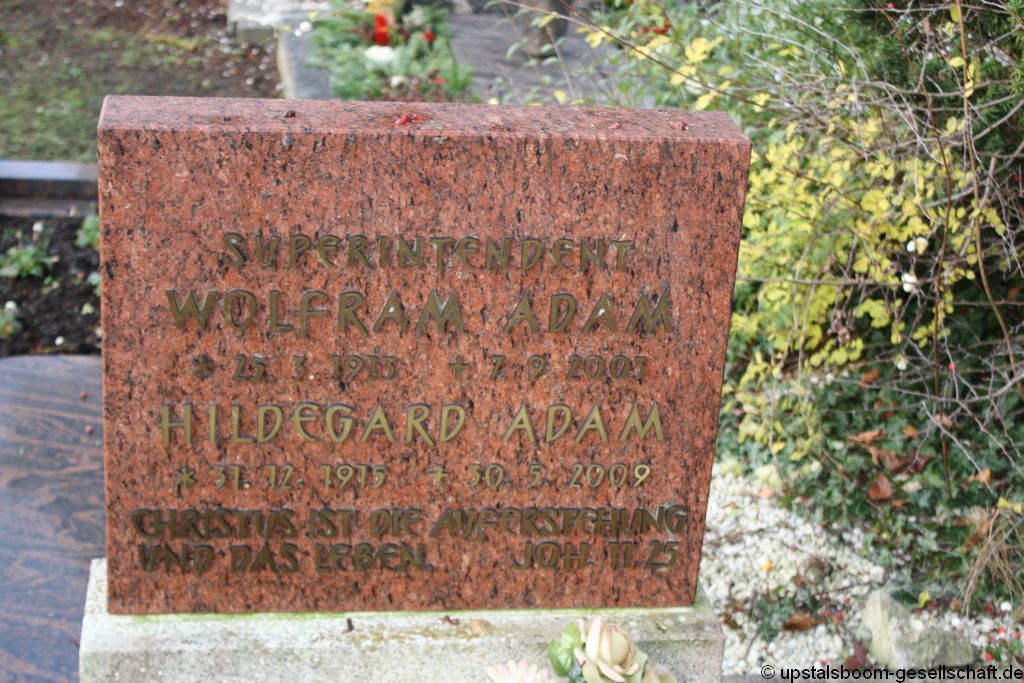 SUPERINTENDENT
WOLFRAM ADAM
* 25. 3. 1913 + 7. 9. 2003
HILDEGARD ADAM
* 31. 12. 1915 + 30. 5. 2009
CHRISTUS IST DIE AUFERSTEHUNG
UND DAS LEBEN. JOH. 11. 25
© upstalsboom-gesellschaft.de